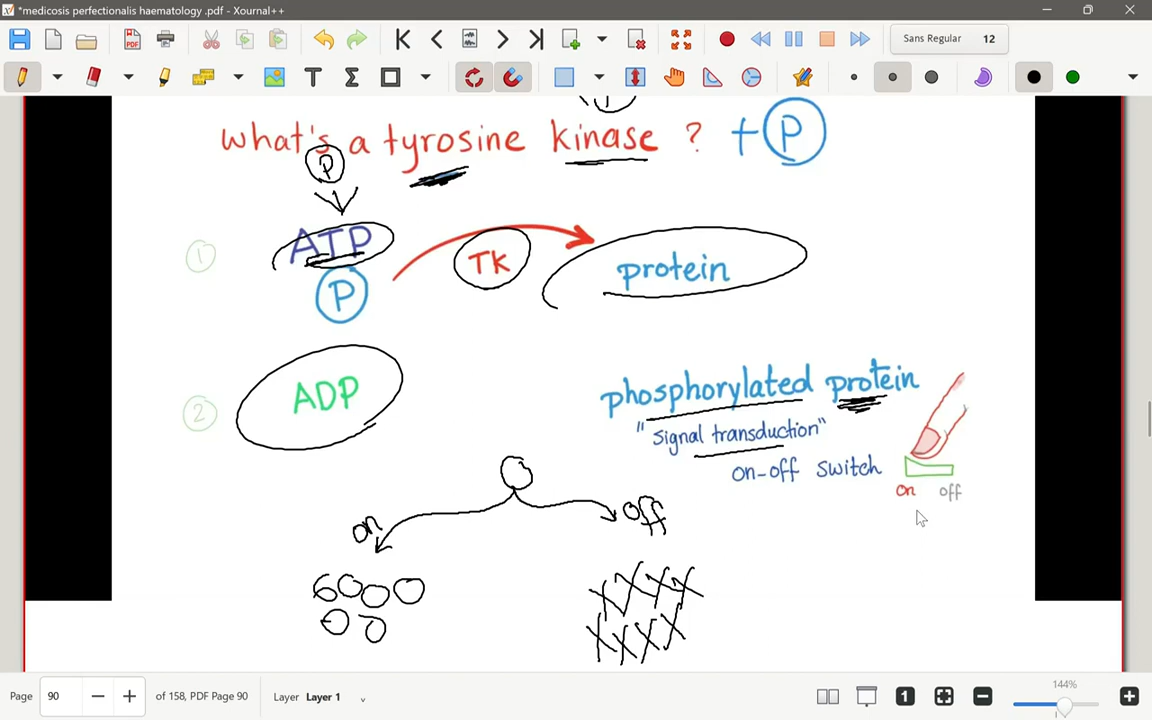 *medicosis perfectionalis haematology .pdf - Xournal++
PDF
Sans Regular 12
P
what's a tyrosine kinase ? + P
P
1 ATP TK protein
P
2 ADP
phosphorylated protein
"signal transduction"
on-off switch
on off
on off
Page 90 of 158, PDF Page 90 Layer Layer 1
1
144%